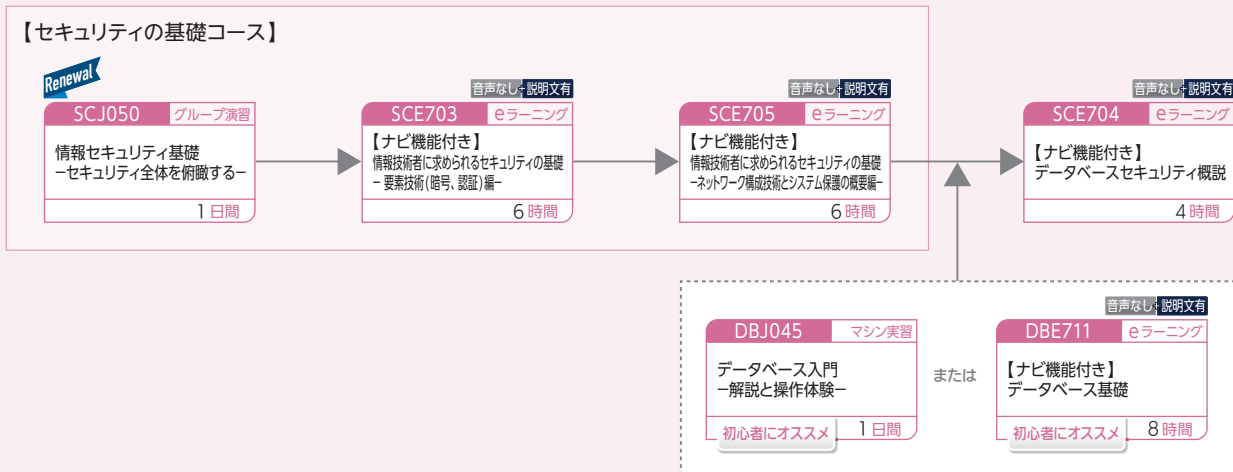 【セキュリティの基礎コース】
Renewal
SCJ050 グループ演習
情報セキュリティ基礎
−セキュリティ全体を俯瞰する−
1日間
音声なし+説明文有
SCE703 eラーニング
【ナビ機能付き】
情報技術者に求められるセキュリティの基礎
−要素技術(暗号、認証)編−
6時間
音声なし+説明文有
SCE705 eラーニング
【ナビ機能付き】
情報技術者に求められるセキュリティの基礎
−ネットワーク構成技術とシステム保護の概要編−
6時間
音声なし+説明文有
SCE704 eラーニング
【ナビ機能付き】
データベースセキュリティ概説
4時間
DBJ045 マシン実習
データベース入門
−解説と操作体験−
初心者にオススメ 1日間
または
音声なし+説明文有
DBE711 eラーニング
【ナビ機能付き】
データベース基礎
初心者にオススメ 8時間